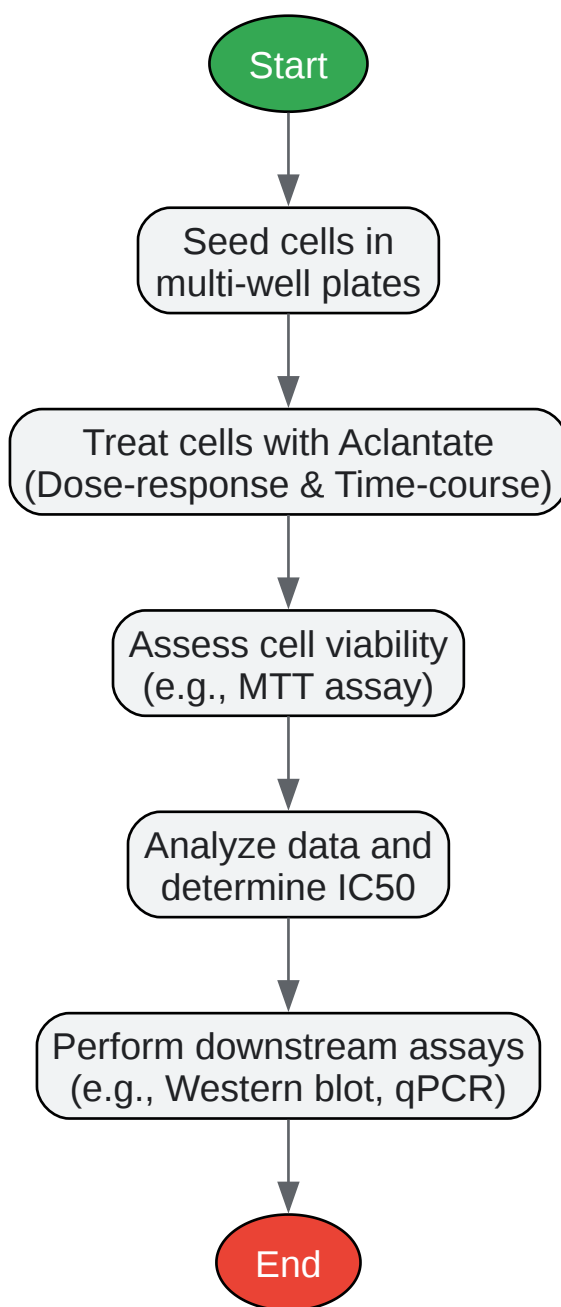 Start
Seed cells in
multi-well plates
Treat cells with Aclantate
(Dose-response & Time-course)
Assess cell viability
(e.g., MTT assay)
Analyze data and
determine IC50
Perform downstream assays
(e.g., Western blot, qPCR)
End